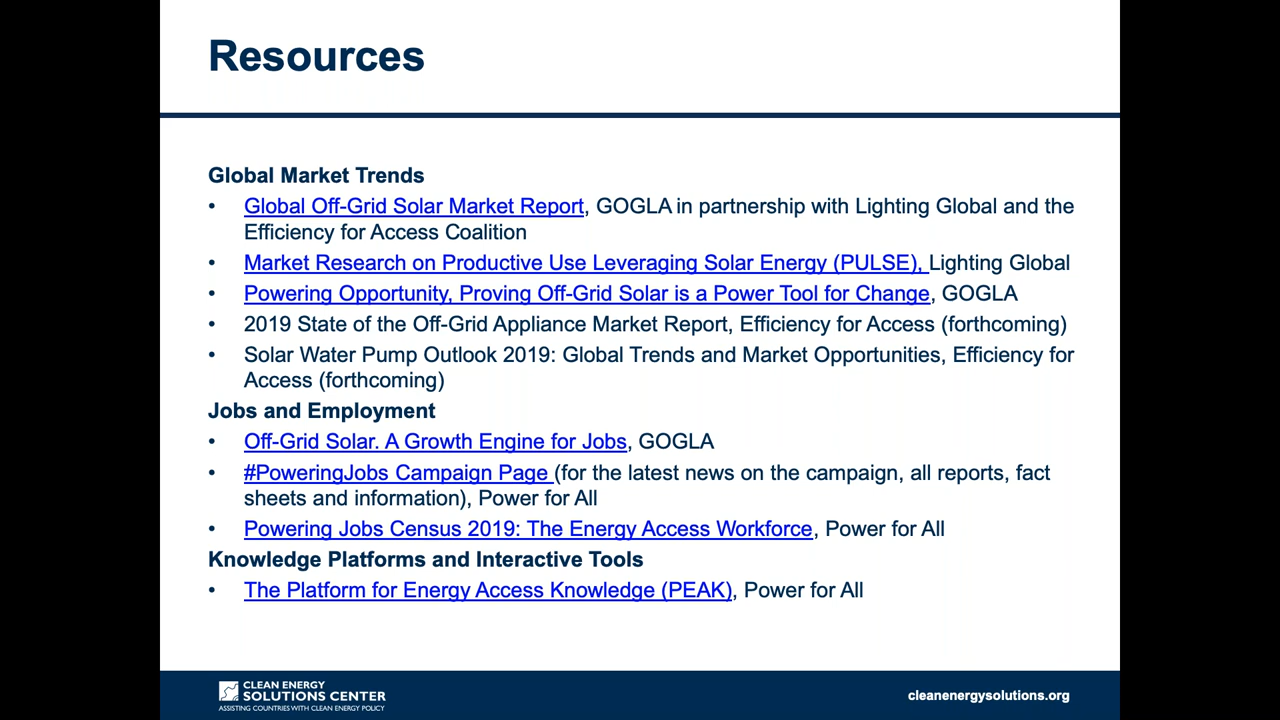 Resources
Global Market Trends
• Global Off-Grid Solar Market Report, GOGLA in partnership with Lighting Global and the
Efficiency for Access Coalition
• Market Research on Productive Use Leveraging Solar Energy (PULSE), Lighting Global
• Powering Opportunity, Proving Off-Grid Solar is a Power Tool for Change, GOGLA
• 2019 State of the Off-Grid Appliance Market Report, Efficiency for Access (forthcoming)
• Solar Water Pump Outlook 2019: Global Trends and Market Opportunities, Efficiency for
Access (forthcoming)
Jobs and Employment
• Off-Grid Solar. A Growth Engine for Jobs, GOGLA
• #PoweringJobs Campaign Page (for the latest news on the campaign, all reports, fact
sheets and information), Power for All
• Powering Jobs Census 2019: The Energy Access Workforce, Power for All
Knowledge Platforms and Interactive Tools
• The Platform for Energy Access Knowledge (PEAK), Power for All
CLEAN ENERGY
SOLUTIONS CENTER
ASSISTING COUNTRIES WITH CLEAN ENERGY POLICY
cleanenergysolutions.org